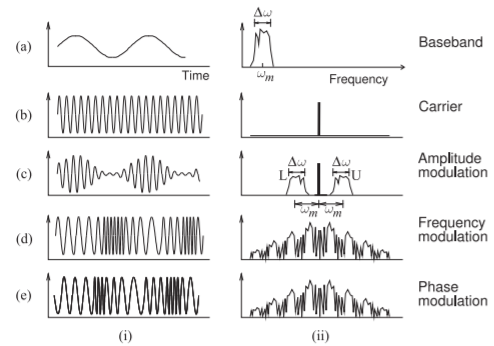 Δω
(a)
Baseband
Time
ω_m
Frequency
(b)
Carrier
(c)
Δω
Δω
L
U
Amplitude
modulation
ω_m
ω_m
(d)
Frequency
modulation
(e)
Phase
modulation
(i)
(ii)